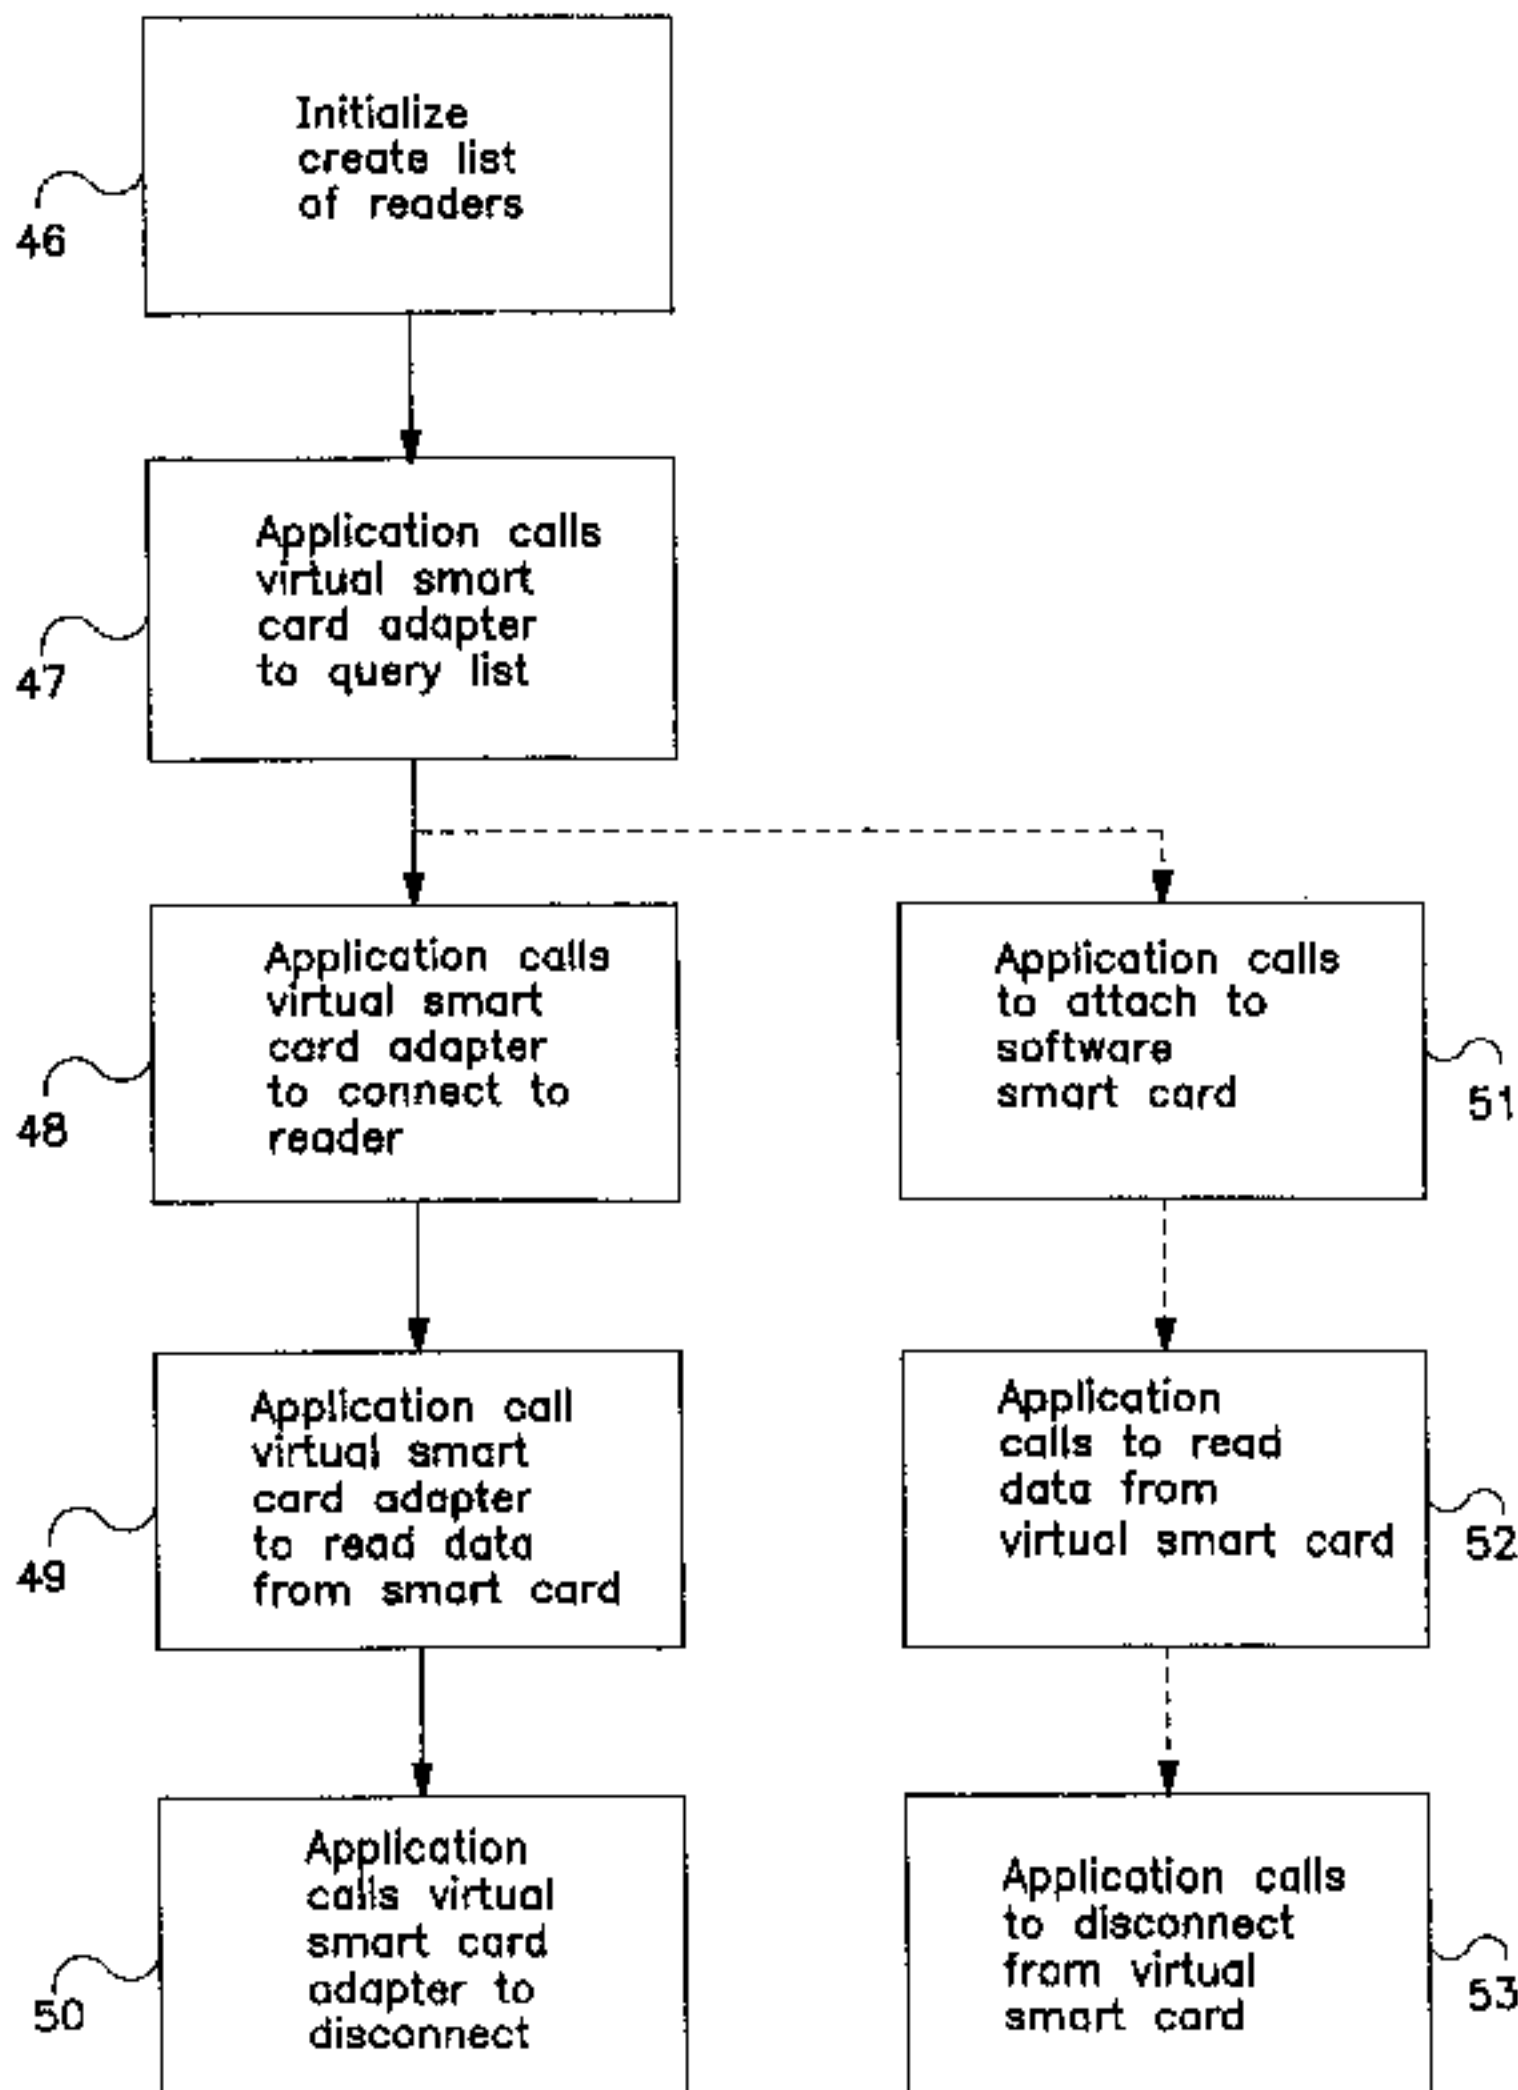 Initialize
create list
of readers
46
Application calls
virtual smart
card adapter
to query list
47
Application calls
virtual smart
card adapter
to connect to
reader
48
Application calls
to attach to
software
smart card
51
Application call
virtual smart
card adapter
to read data
from smart card
49
Application
calls to read
data from
virtual smart card
52
Application
calls virtual
smart card
adapter to
disconnect
50
Application calls
to disconnect
from virtual
smart card
53